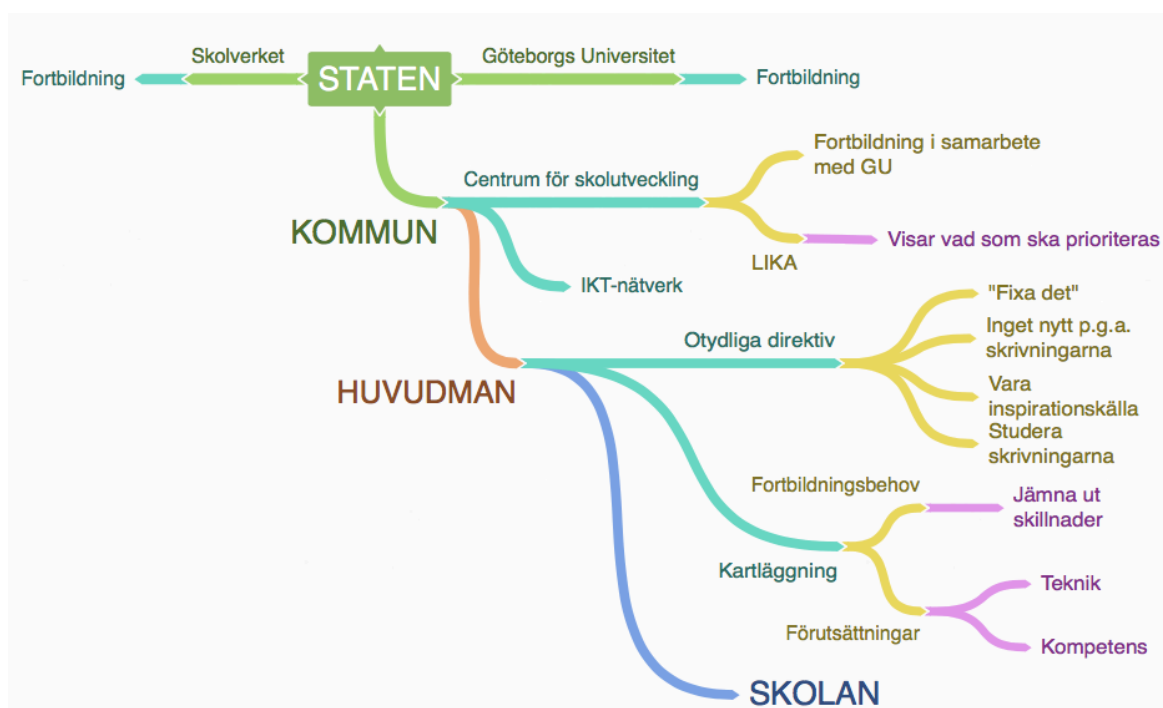 Skolverket
Göteborgs Universitet
Fortbildning
STATEN
Fortbildning
Fortbildning i samarbete
med GU
Centrum för skolutveckling
KOMMUN
Visar vad som ska prioriteras
LIKA
IKT-nätverk
"Fixa det"
Inget nytt p.g.a.
skrivningarna
Otydliga direktiv
HUVUDMAN
Vara
inspirationskälla
Studera
skrivningarna
Fortbildningsbehov
Jämna ut
skillnader
Kartläggning
Teknik
Förutsättningar
Kompetens
SKOLAN